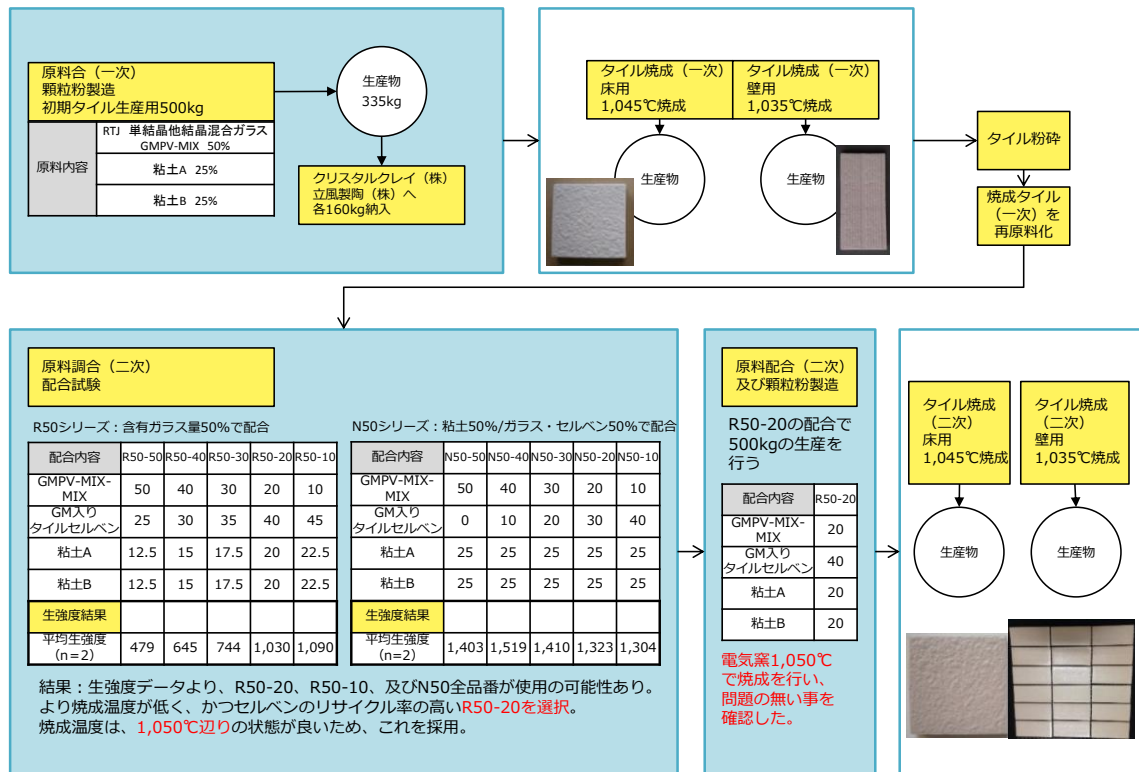 原料合（一次）
顆粒粉製造
初期タイル生産用500kg
原料内容
RTJ 単結晶他結晶混合ガラス
GMPV-MIX 50%
粘土A 25%
粘土B 25%
生産物
335kg
クリスタルクレイ（株）
立風製陶（株）へ
各160kg納入
タイル焼成（一次）
床用
1,045℃焼成
タイル焼成（一次）
壁用
1,035℃焼成
生産物
生産物
タイル粉砕
焼成タイル
（一次）を
再原料化
原料調合（二次）
配合試験
R50シリーズ：含有ガラス量50%で配合
配合内容 R50-50 R50-40 R50-30 R50-20 R50-10
GMPV-MIX-
MIX 50 40 30 20 10
GM入り
タイルセルベン 25 30 35 40 45
粘土A 12.5 15 17.5 20 22.5
粘土B 12.5 15 17.5 20 22.5
生強度結果
平均生強度
（n＝2） 479 645 744 1,030 1,090
N50シリーズ：粘土50%/ガラス・セルベン50%で配合
配合内容 N50-50 N50-40 N50-30 N50-20 N50-10
GMPV-MIX-
MIX 50 40 30 20 10
GM入り
タイルセルベン 0 10 20 30 40
粘土A 25 25 25 25 25
粘土B 25 25 25 25 25
生強度結果
平均生強度
（n＝2） 1,403 1,519 1,410 1,323 1,304
結果：生強度データより、R50-20、R50-10、及びN50全品番が使用の可能性あり。
より焼成温度が低く、かつセルベンのリサイクル率の高いR50-20を選択。
焼成温度は、1,050℃辺りの状態が良いため、これを採用。
原料配合（二次）
及び顆粒粉製造
R50-20の配合で
500kgの生産を
行う
配合内容 R50-20
GMPV-MIX-
MIX 20
GM入り
タイルセルベン 40
粘土A 20
粘土B 20
電気窯1,050℃
で焼成を行い、
問題の無い事を
確認した。
タイル焼成
（二次）
床用
1,045℃焼成
タイル焼成
（二次）
壁用
1,035℃焼成
生産物
生産物